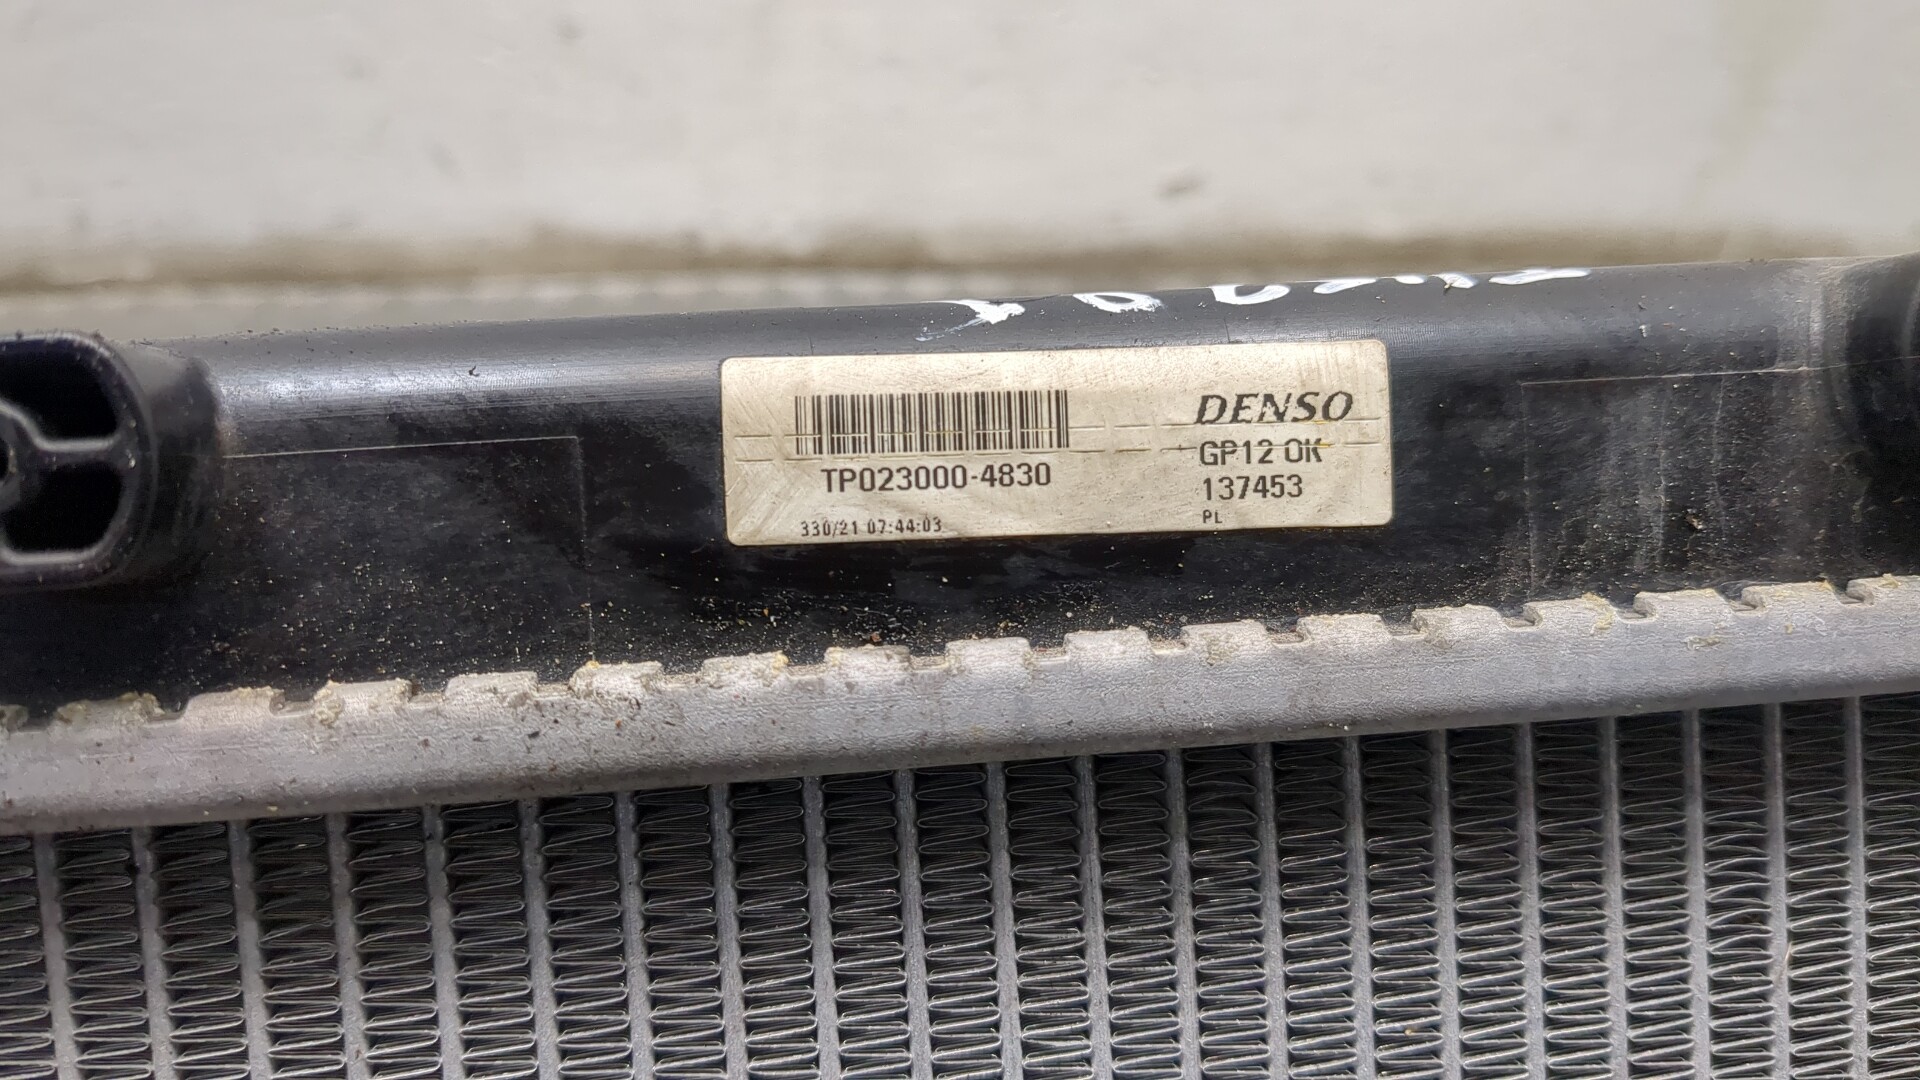 DENSO
GP12 OK
TP023000-4830
137453
330/21 07:44:03
PL